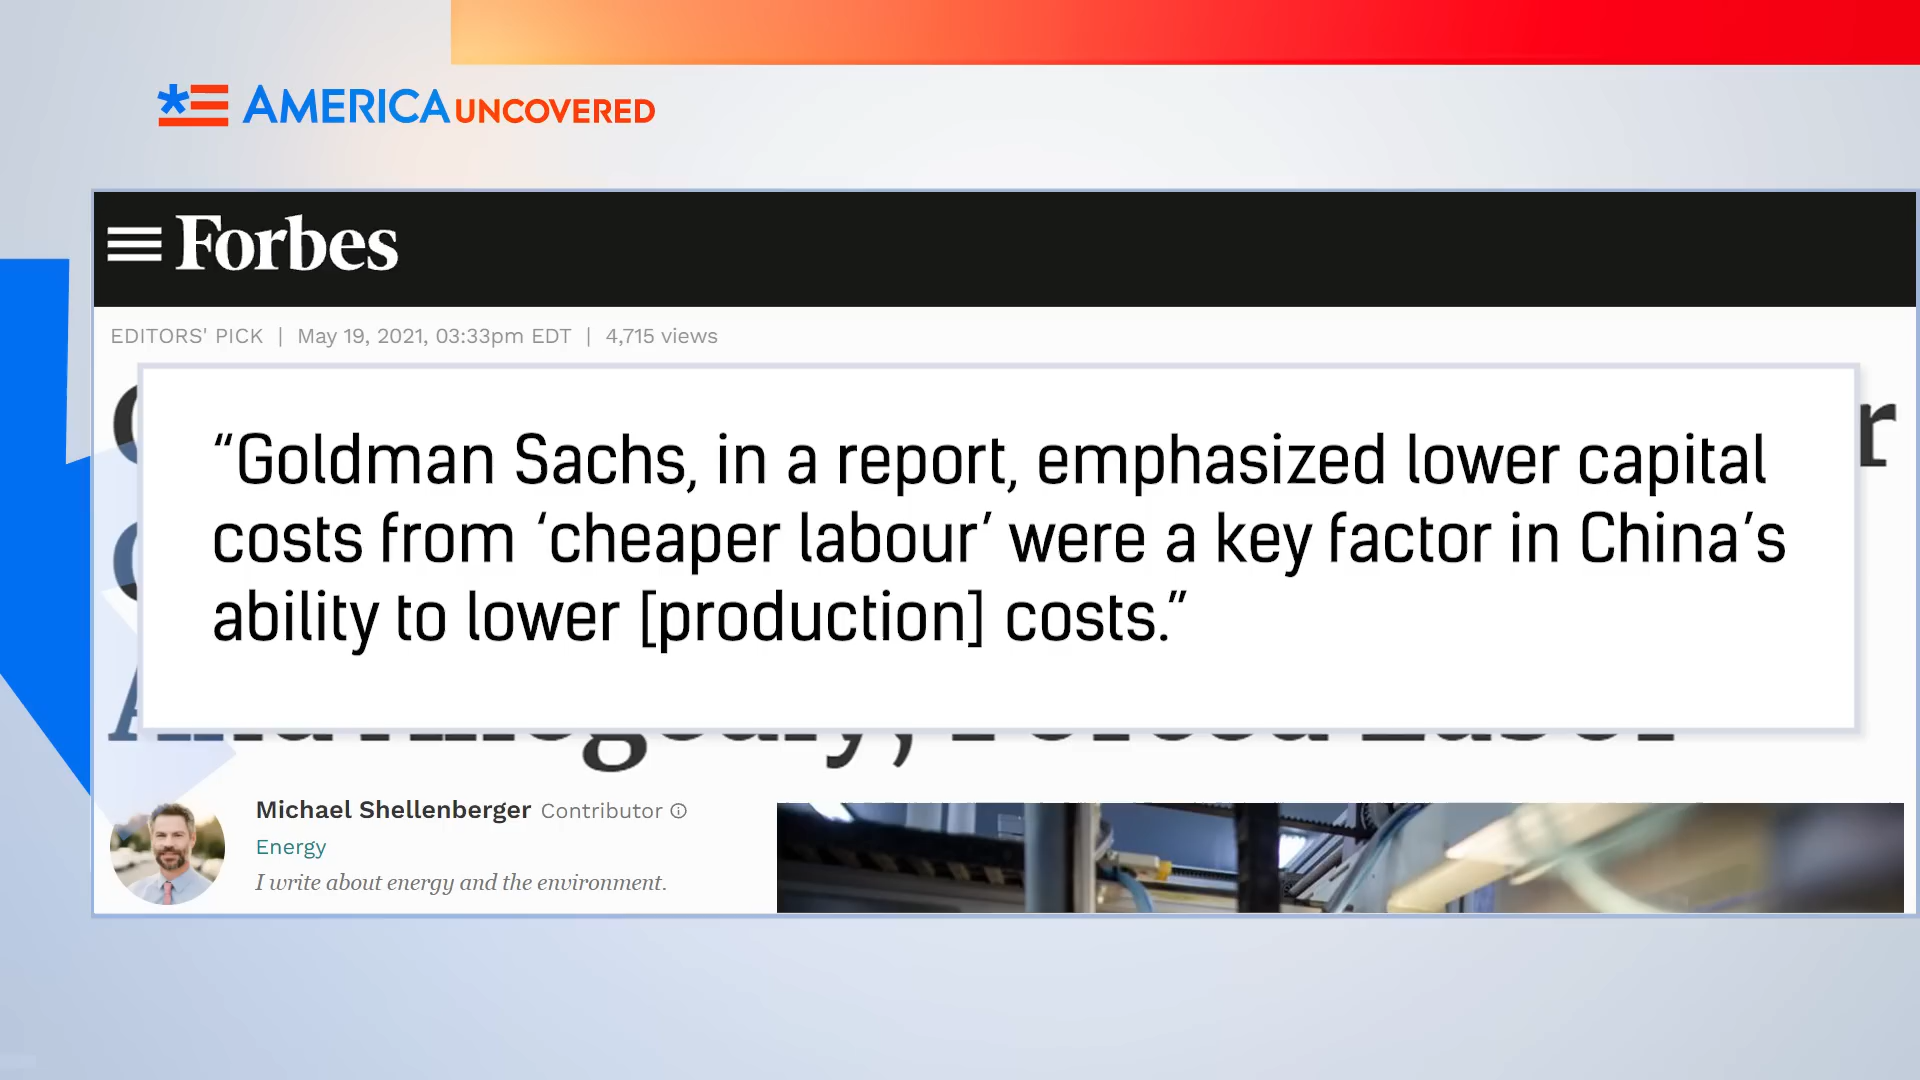 AMERICA UNCOVERED
Forbes
EDITORS' PICK | May 19, 2021, 03:33pm EDT | 4,715 views
“Goldman Sachs, in a report, emphasized lower capital
costs from ‘cheaper labour’ were a key factor in China’s
ability to lower [production] costs.”
Michael Shellenberger Contributor
Energy
I write about energy and the environment.